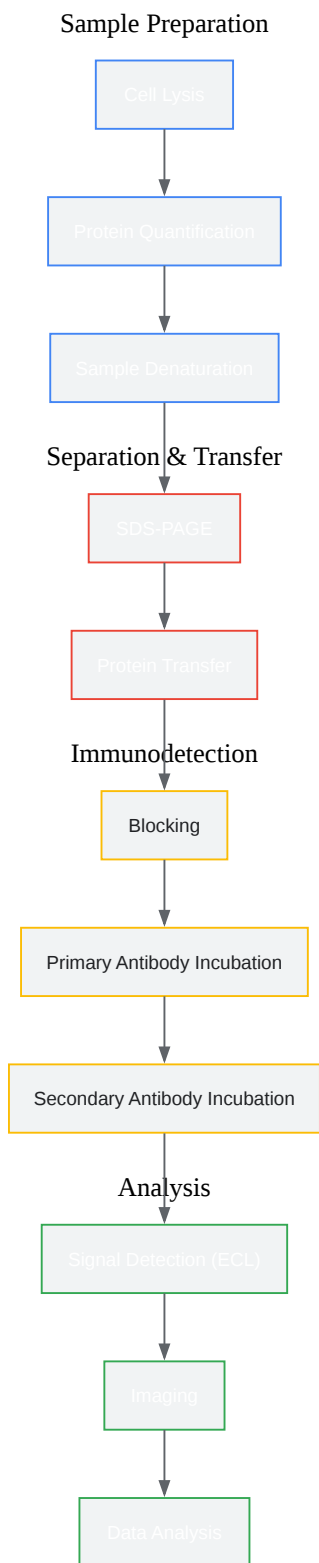 Sample Preparation
Cell Lysis
Protein Quantification
Sample Denaturation
Separation & Transfer
SDS-PAGE
Protein Transfer
Immunodetection
Blocking
Primary Antibody Incubation
Secondary Antibody Incubation
Analysis
Signal Detection (ECL)
Imaging
Data Analysis